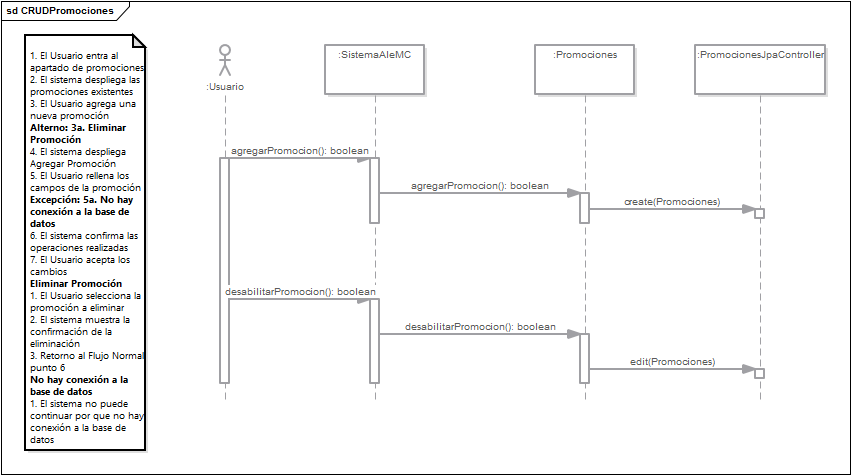 sd CRUDPromociones
1. El Usuario entra al
apartado de promociones
2. El sistema despliega las
promociones existentes
3. El Usuario agrega una
nueva promoción
Alterno: 3a. Eliminar
Promoción
4. El sistema despliega
Agregar Promoción
5. El Usuario rellena los
campos de la promoción
Excepción: 5a. No hay
conexión a la base de
datos
6. El sistema confirma las
operaciones realizadas
7. El Usuario acepta los
cambios
Eliminar Promoción
1. El Usuario selecciona la
promoción a eliminar
2. El sistema muestra la
confirmación de la
eliminación
3. Retorno al Flujo Normal
punto 6
No hay conexión a la
base de datos
1. El sistema no puede
continuar por que no hay
conexión a la base de
datos
:Usuario
:SistemaAleMC
:Promociones
:PromocionesJpaController
agregarPromocion(): boolean
agregarPromocion(): boolean
create(Promociones)
desabilitarPromocion(): boolean
desabilitarPromocion(): boolean
edit(Promociones)